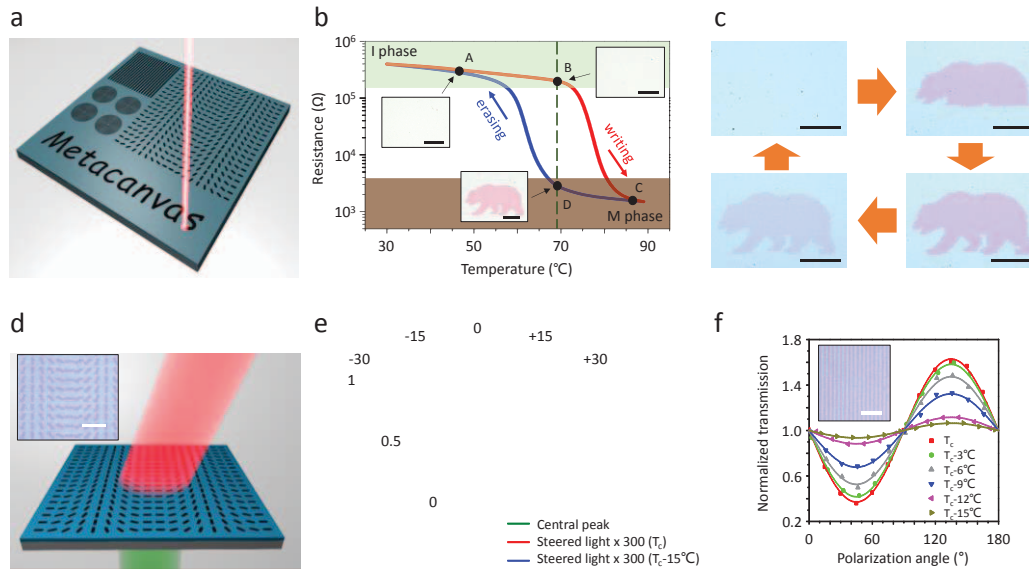 a
Metacanvas
b
Resistance (Ω)
10⁶
10⁵
10⁴
10³
I phase
A
B
erasing
writing
C
D
M phase
30
50
70
90
Temperature (℃)
c
d
e
-30
-15
0
+15
+30
1
0.5
0
Central peak
Steered light x 300 (Tc)
Steered light x 300 (Tc-15℃)
f
Normalized transmission
1.8
1.4
1.0
0.6
0.2
Tc
Tc-3℃
Tc-6℃
Tc-9℃
Tc-12℃
Tc-15℃
0
60
120
180
Polarization angle (°)